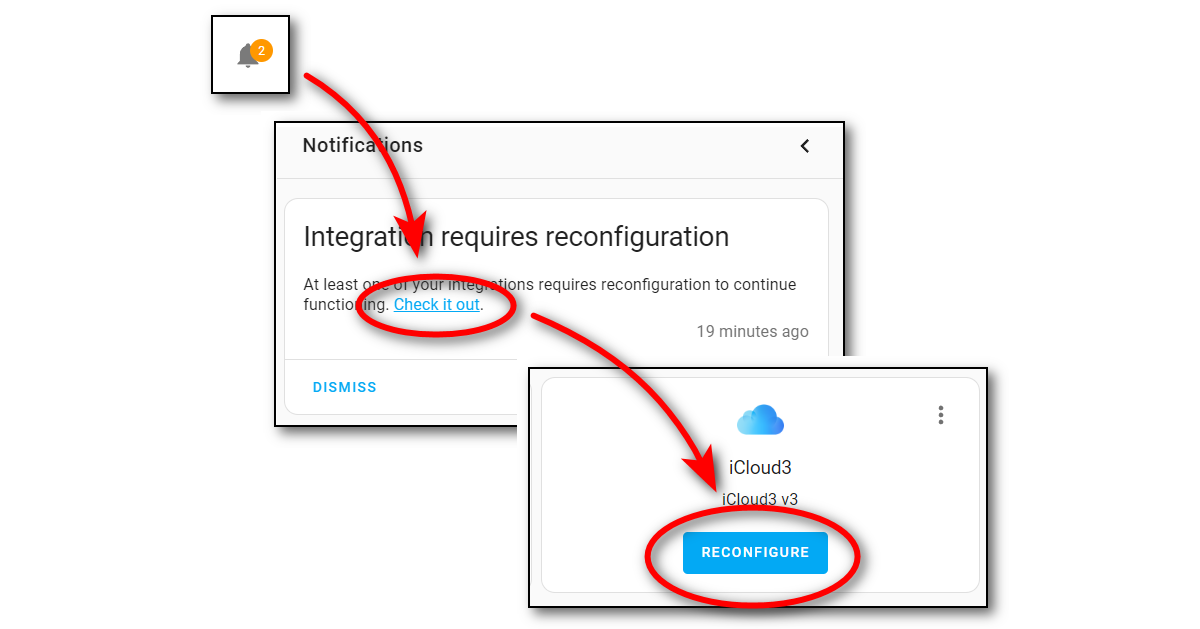 2
Notifications
Integration requires reconfiguration
At least one of your integrations requires reconfiguration to continue
functioning. Check it out.
19 minutes ago
DISMISS
iCloud3
iCloud3 v3
RECONFIGURE